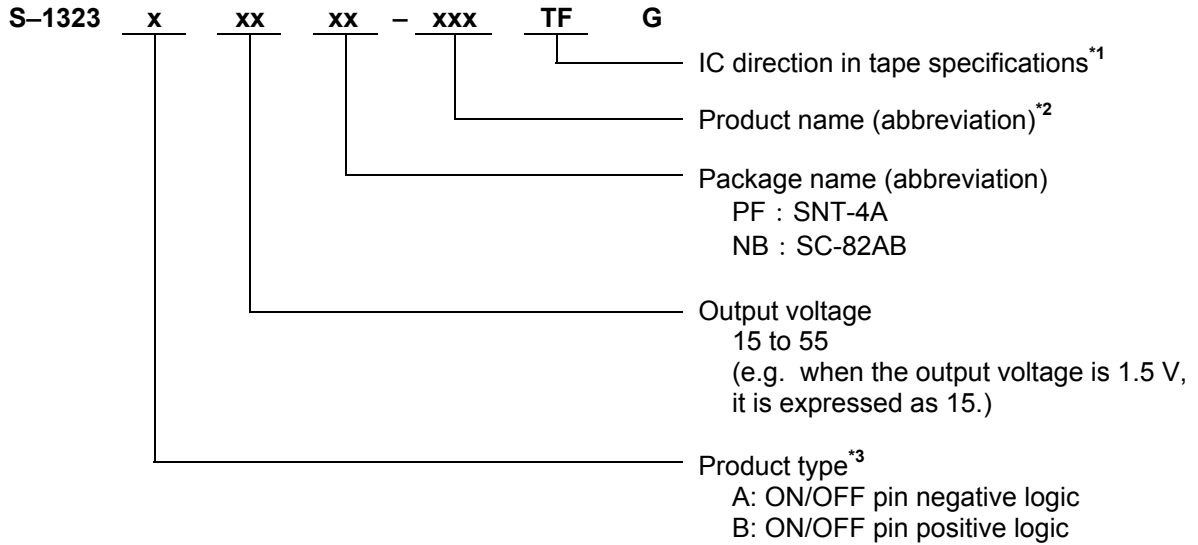 S–1323 x xx xx – xxx TF G
IC direction in tape specifications*1
Product name (abbreviation)*2
Package name (abbreviation)
PF : SNT-4A
NB : SC-82AB
Output voltage
15 to 55
(e.g. when the output voltage is 1.5 V,
it is expressed as 15.)
Product type*3
A: ON/OFF pin negative logic
B: ON/OFF pin positive logic